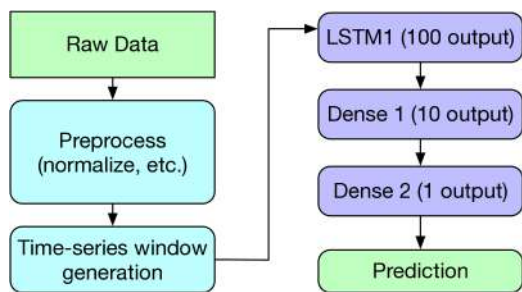 Raw Data
Preprocess
(normalize, etc.)
Time-series window
generation
LSTM1 (100 output)
Dense 1 (10 output)
Dense 2 (1 output)
Prediction